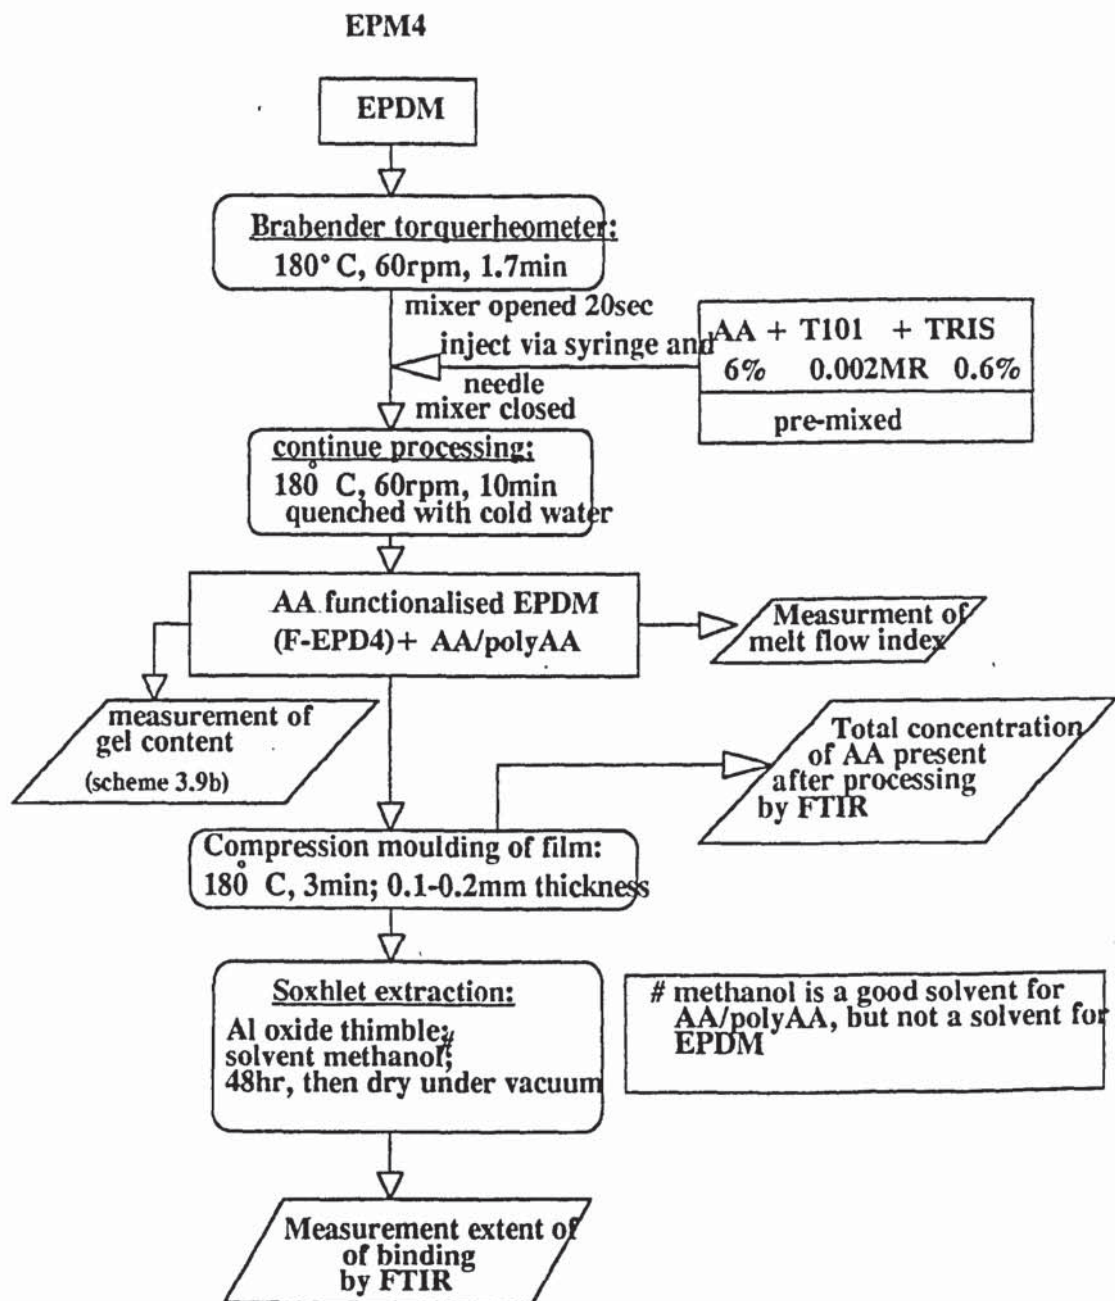 EPM4
EPDM
Brabender torquerheometer:
180° C, 60rpm, 1.7min
mixer opened 20sec
inject via syringe and
needle
mixer closed
AA + T101 + TRIS
6% 0.002MR 0.6%
pre-mixed
continue processing:
180° C, 60rpm, 10min
quenched with cold water
AA functionalised EPDM
(F-EPD4)+ AA/polyAA
Measurment of
melt flow index
measurement of
gel content
(scheme 3.9b)
Total concentration
of AA present
after processing
by FTIR
Compression moulding of film:
180° C, 3min; 0.1-0.2mm thickness
Soxhlet extraction:
Al oxide thimble;
solvent methanol#;
48hr, then dry under vacuum
# methanol is a good solvent for
AA/polyAA, but not a solvent for
EPDM
Measurement extent of
of binding
by FTIR